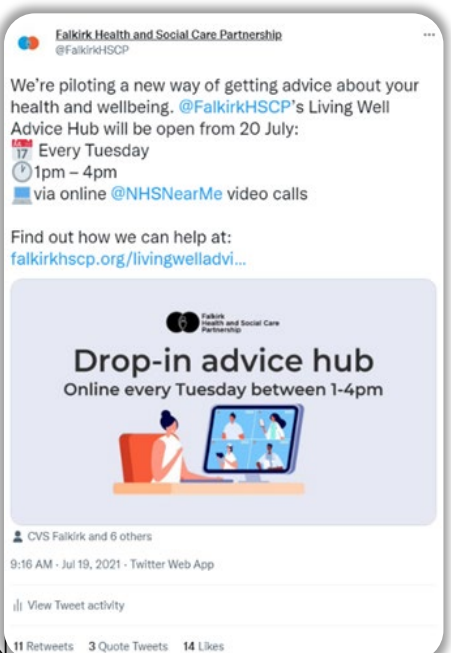 Falkirk Health and Social Care Partnership
@FalkirkHSCP
We're piloting a new way of getting advice about your
health and wellbeing. @FalkirkHSCP's Living Well
Advice Hub will be open from 20 July:
17 Every Tuesday
1pm – 4pm
via online @NHSNearMe video calls
Find out how we can help at:
falkirkhscp.org/livingwelladvi...
Falkirk
Health and Social Care
Partnership
Drop-in advice hub
Online every Tuesday between 1-4pm
CVS Falkirk and 6 others
9:16 AM · Jul 19, 2021 · Twitter Web App
View Tweet activity
11 Retweets 3 Quote Tweets 14 Likes